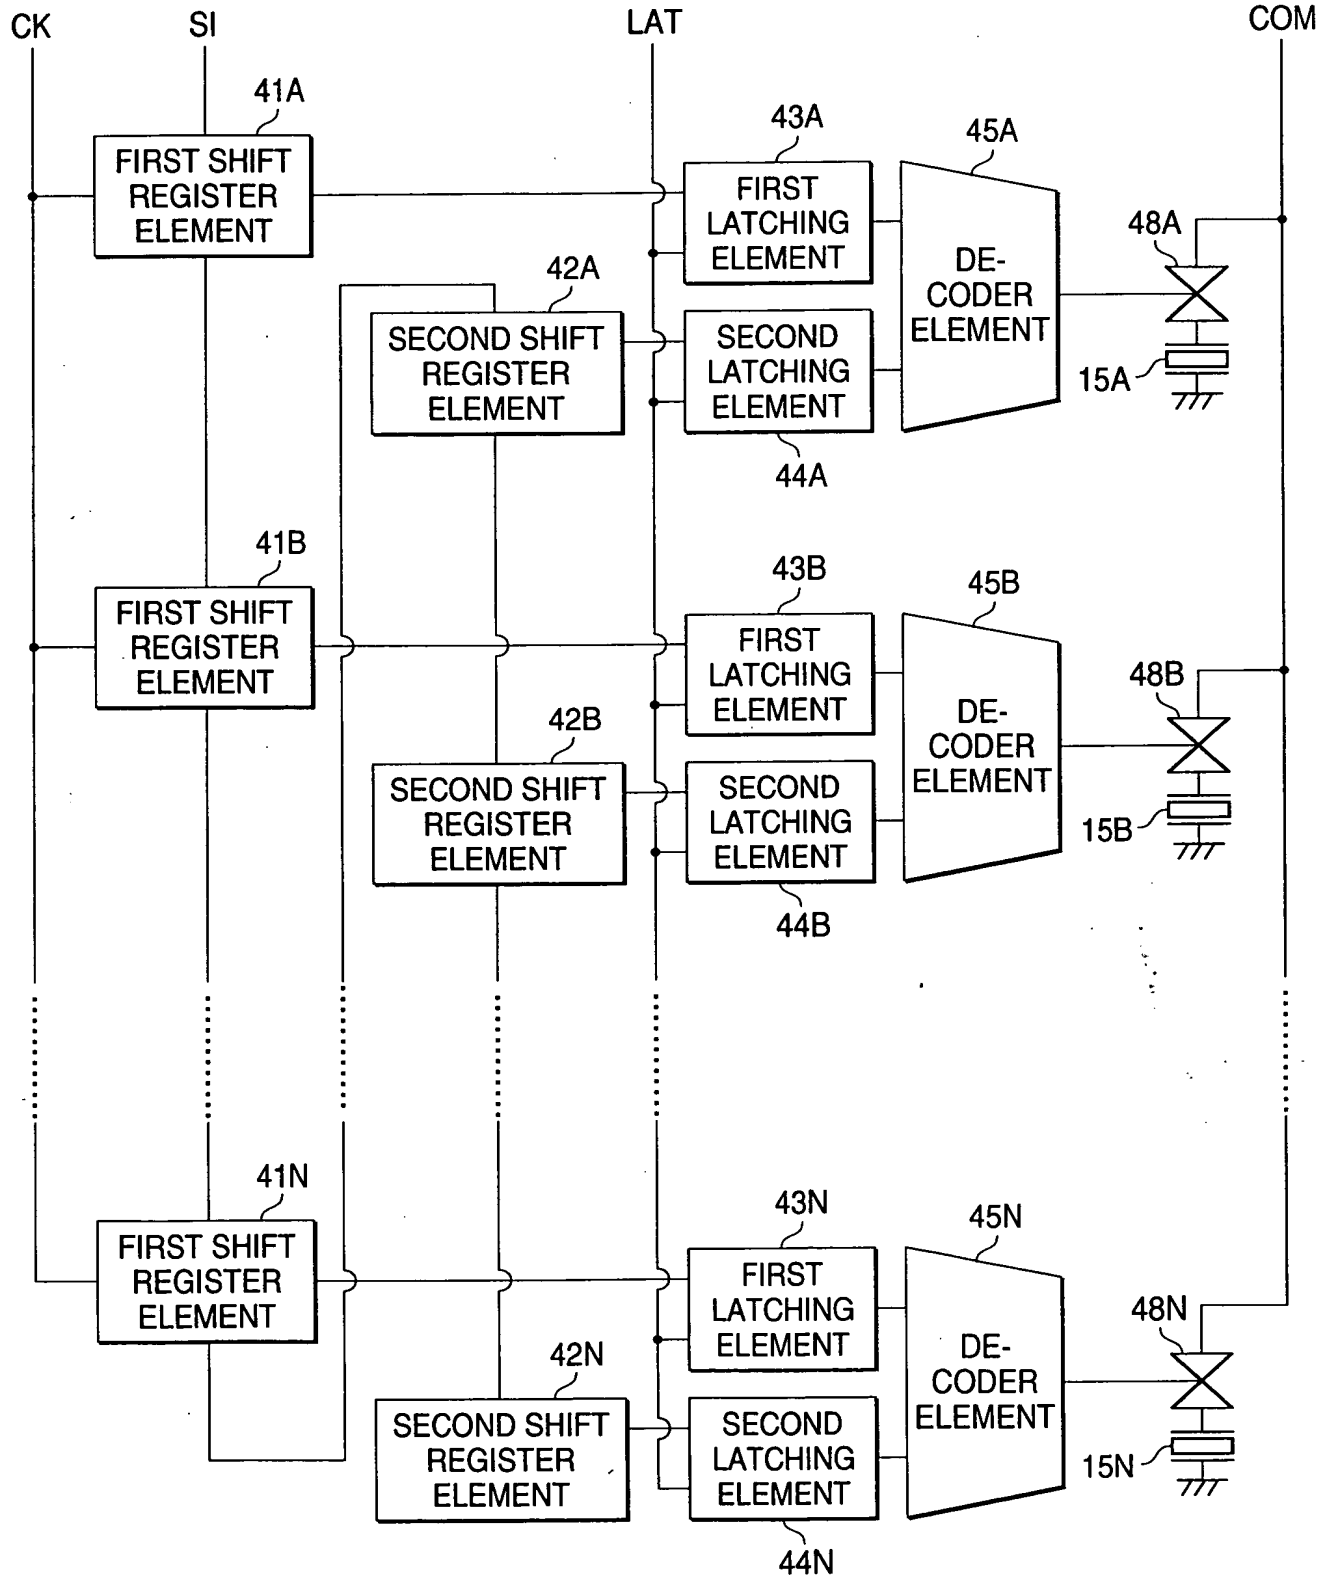 CK
SI
LAT
COM
41A
FIRST SHIFT
REGISTER
ELEMENT
43A
FIRST
LATCHING
ELEMENT
45A
DE-
CODER
ELEMENT
48A
15A
42A
SECOND SHIFT
REGISTER
ELEMENT
SECOND
LATCHING
ELEMENT
44A
41B
FIRST SHIFT
REGISTER
ELEMENT
43B
FIRST
LATCHING
ELEMENT
45B
DE-
CODER
ELEMENT
48B
15B
42B
SECOND SHIFT
REGISTER
ELEMENT
SECOND
LATCHING
ELEMENT
44B
41N
FIRST SHIFT
REGISTER
ELEMENT
43N
FIRST
LATCHING
ELEMENT
45N
DE-
CODER
ELEMENT
48N
15N
42N
SECOND SHIFT
REGISTER
ELEMENT
SECOND
LATCHING
ELEMENT
44N